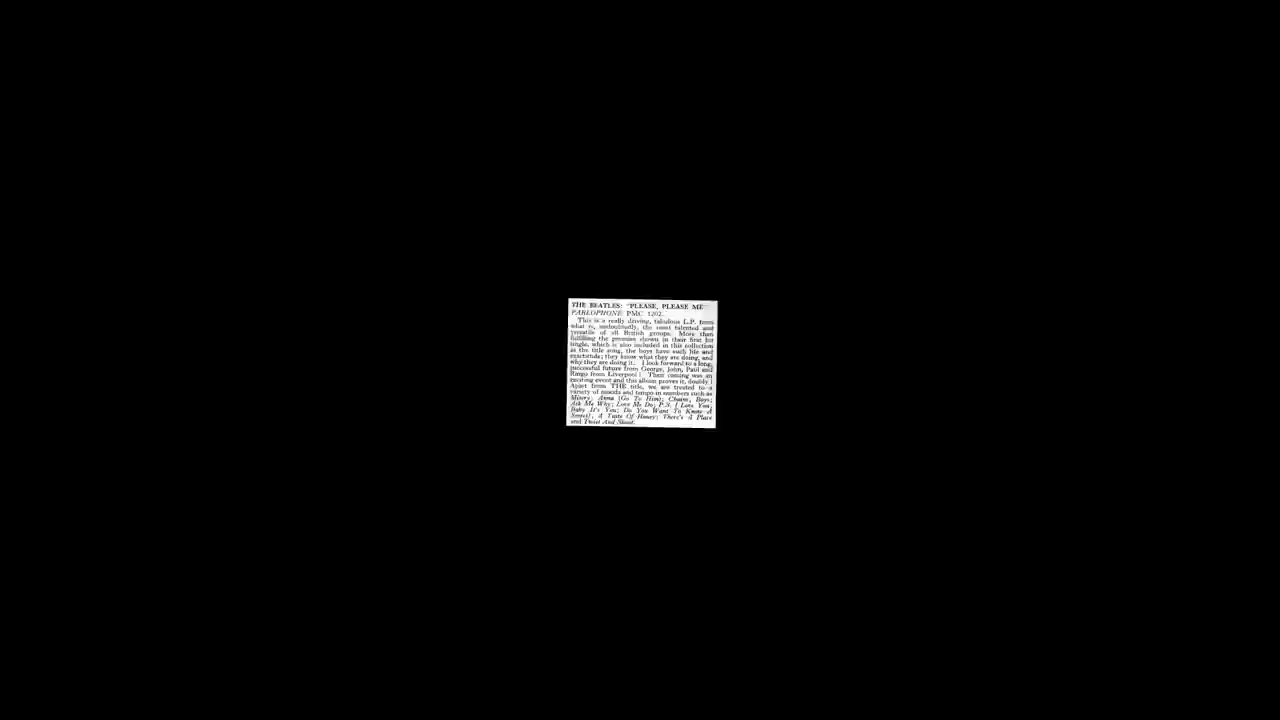 THE BEATLES: "PLEASE, PLEASE ME"
PARLOPHONE PMC 1202.
This is a really driving, fabulous L.P. from
what is, undoubtedly, the most talented and
versatile of all British groups. More than
fulfilling the promise shown in their first hit
single, which is also included in this collection
as the title song, the boys have such life and
exactitude; they know what they are doing, and
why they are doing it. I look forward to a long,
successful future from George, John, Paul and
Ringo from Liverpool! Their coming was an
exciting event and this album proves it, doubly!
Apart from THE title, we are treated to a
variety of moods and tempo in numbers such as
Misery; Anna (Go To Him); Chains, Boys;
Ask Me Why; Love Me Do; P.S. I Love You;
Baby It's You; Do You Want To Know A
Secret?, A Taste Of Honey; There's A Place
and Twist And Shout.